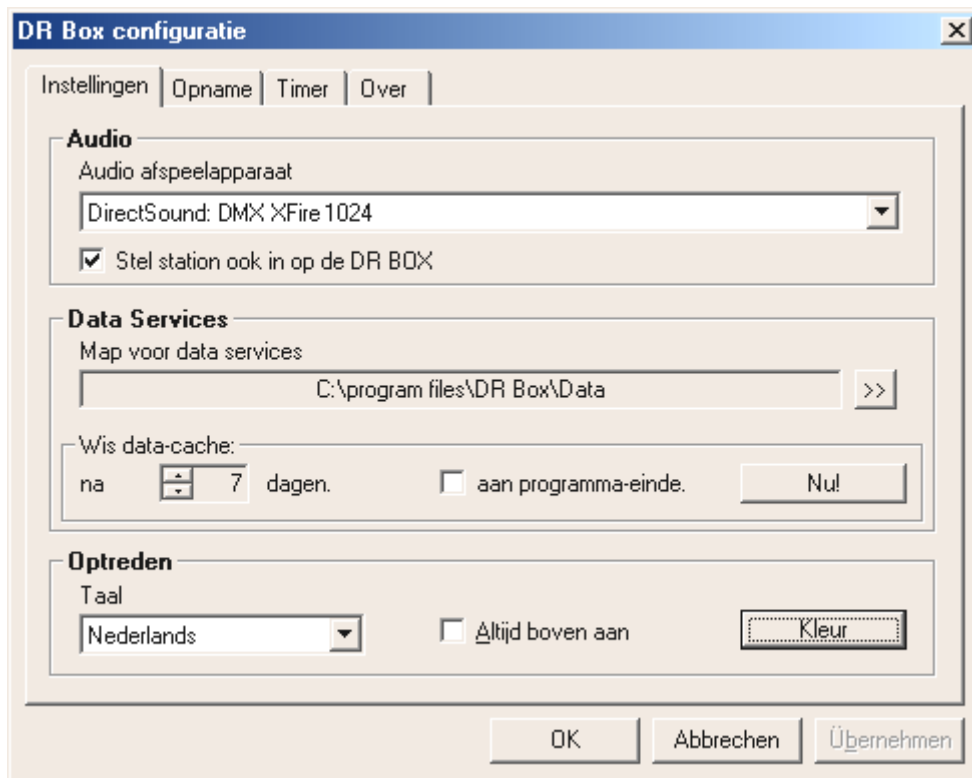 DR Box configuratie
Instellingen Opname Timer Over
Audio
Audio afspeelapparaat
DirectSound: DMX XFire 1024
Stel station ook in op de DR BOX
Data Services
Map voor data services
C:\program files\DR Box\Data >>
Wis data-cache:
na 7 dagen. aan programma-einde. Nu!
Optreden
Taal
Nederlands Altijd boven aan Kleur
OK Abbrechen Übernehmen